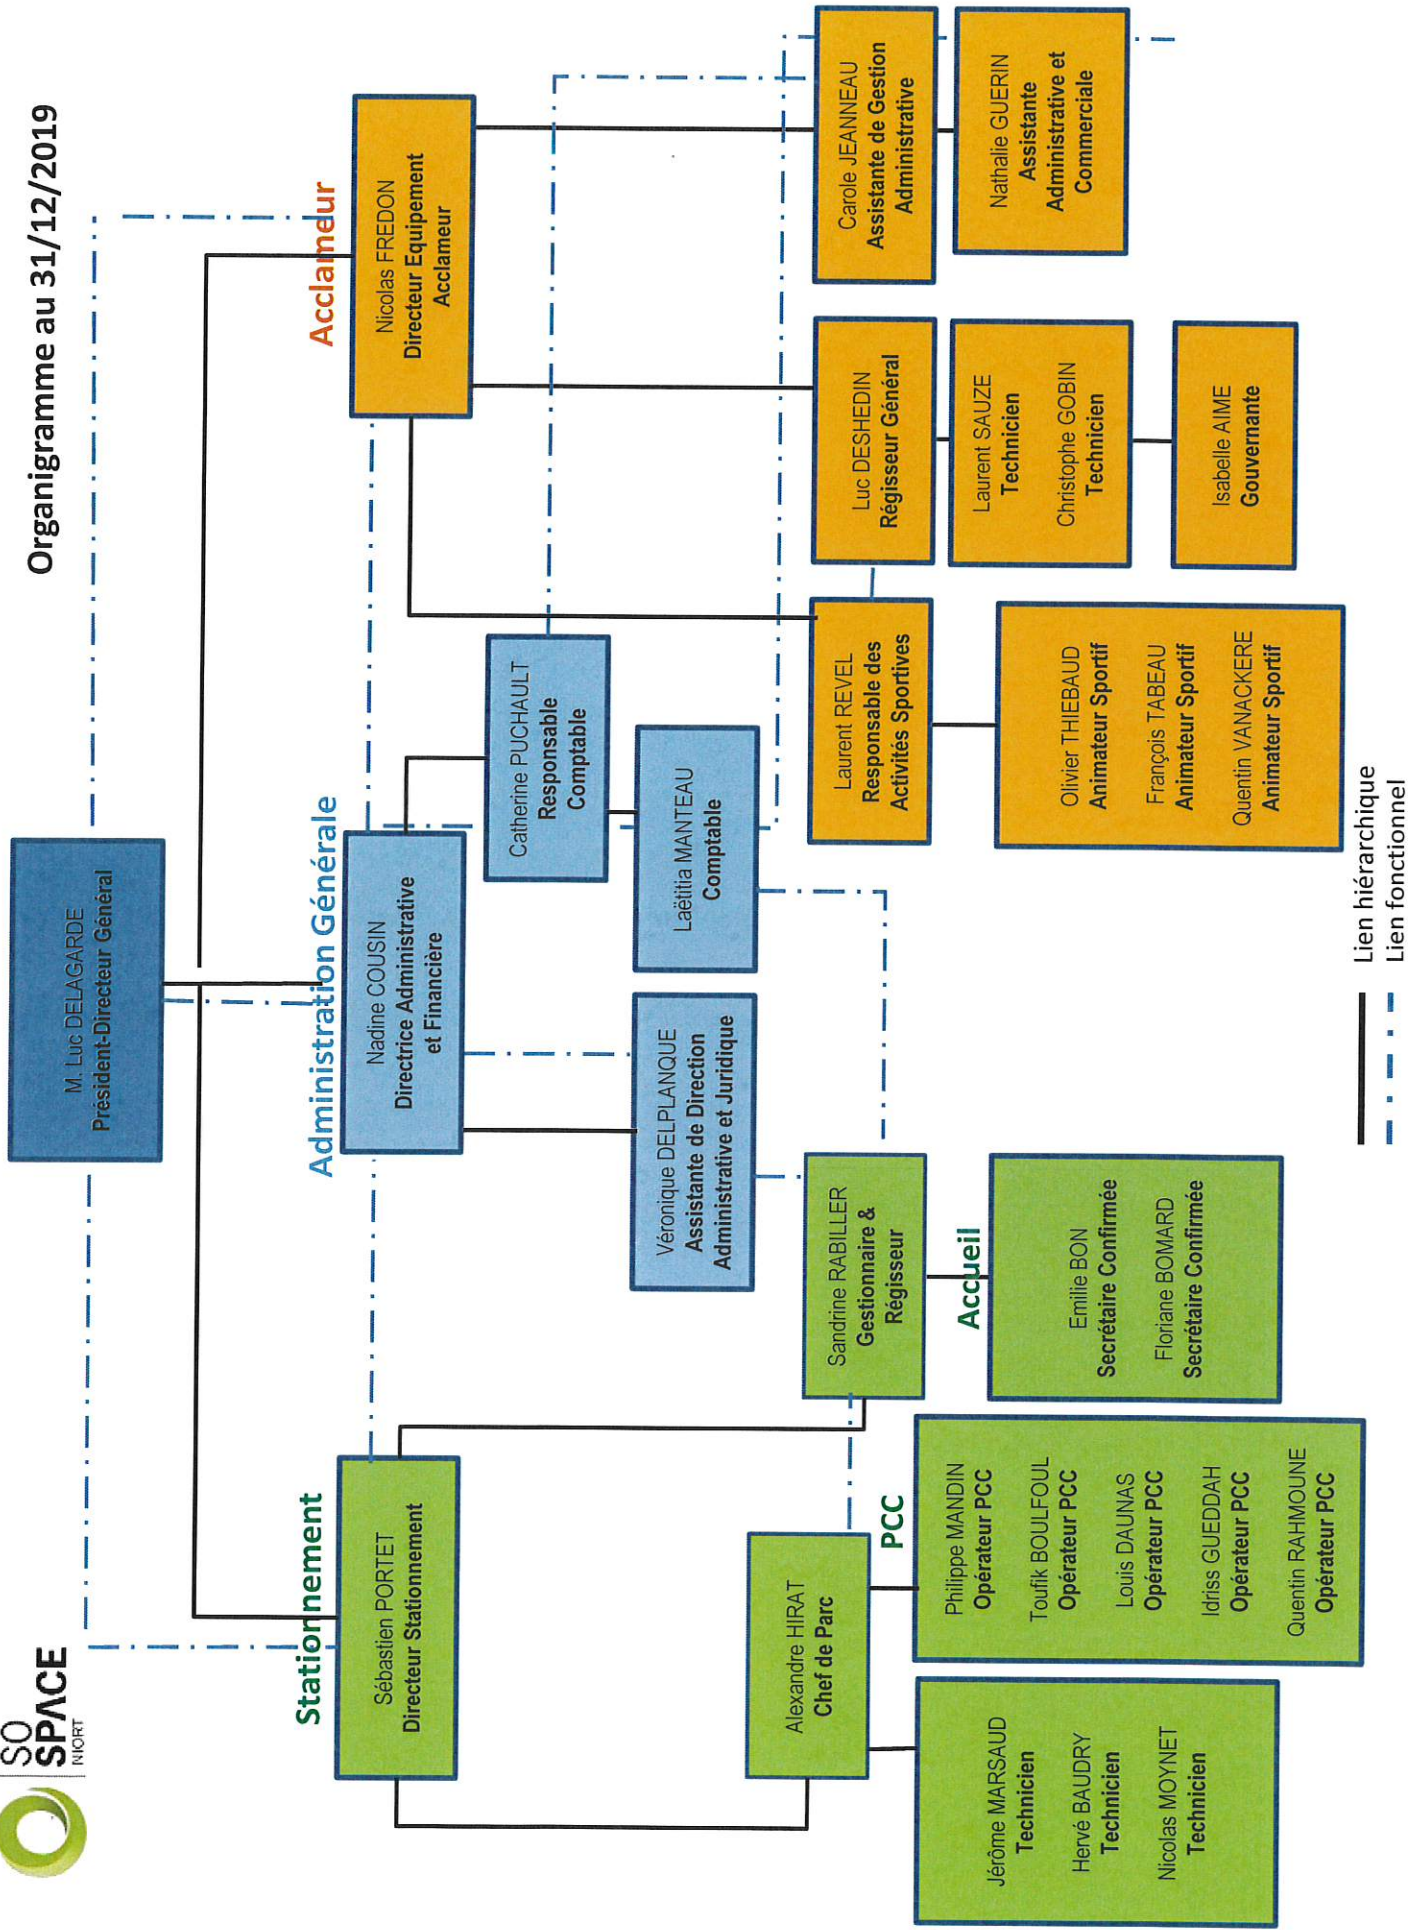 SO
SPACE
NIORT
Organigramme au 31/12/2019
M. Luc DELAGARDE
Président-Directeur Général
Stationnement
Administration Générale
Acclameur
Sébastien PORTET
Directeur Stationnement
Nadine COUSIN
Directrice Administrative
et Financière
Nicolas FREDON
Directeur Equipement
Acclameur
Catherine PUCHAULT
Responsable
Comptable
Véronique DELPLANQUE
Assistante de Direction
Administrative et Juridique
Laëtitia MANTEAU
Comptable
Alexandre HIRAT
Chef de Parc
Sandrine RABILLER
Gestionnaire &
Régisseur
Laurent REVEL
Responsable des
Activités Sportives
Luc DESHEDIN
Régisseur Général
Carole JEANNEAU
Assistante de Gestion
Administrative
PCC
Accueil
Jérôme MARSAUD
Technicien
Hervé BAUDRY
Technicien
Nicolas MOYNET
Technicien
Philippe MANDIN
Opérateur PCC
Toufik BOULFOUL
Opérateur PCC
Louis DAUNAS
Opérateur PCC
Idriss GUEDDAH
Opérateur PCC
Quentin RAHMOUNE
Opérateur PCC
Emilie BON
Secrétaire Confirmée
Floriane BOMARD
Secrétaire Confirmée
Olivier THIEBAUD
Animateur Sportif
François TABEAU
Animateur Sportif
Quentin VANACKERE
Animateur Sportif
Laurent SAUZE
Technicien
Christophe GOBIN
Technicien
Isabelle AIME
Gouvernante
Nathalie GUERIN
Assistante
Administrative et
Commerciale
Lien hiérarchique
Lien fonctionnel